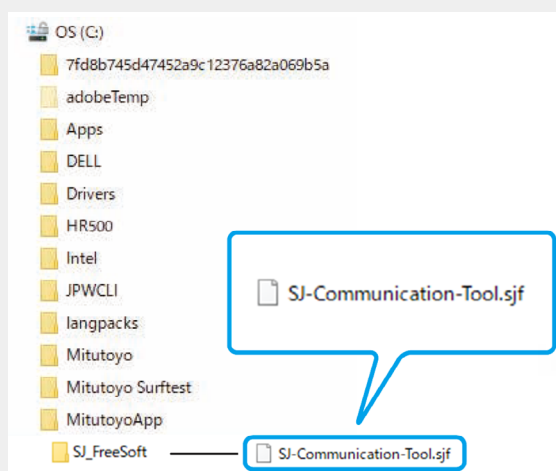 OS (C:)
7fd8b745d47452a9c12376a82a069b5a
adobeTemp
Apps
DELL
Drivers
HR500
Intel
JPWCLI
langpacks
Mitutoyo
Mitutoyo Surftest
MitutoyoApp
SJ_FreeSoft
SJ-Communication-Tool.sjf
SJ-Communication-Tool.sjf